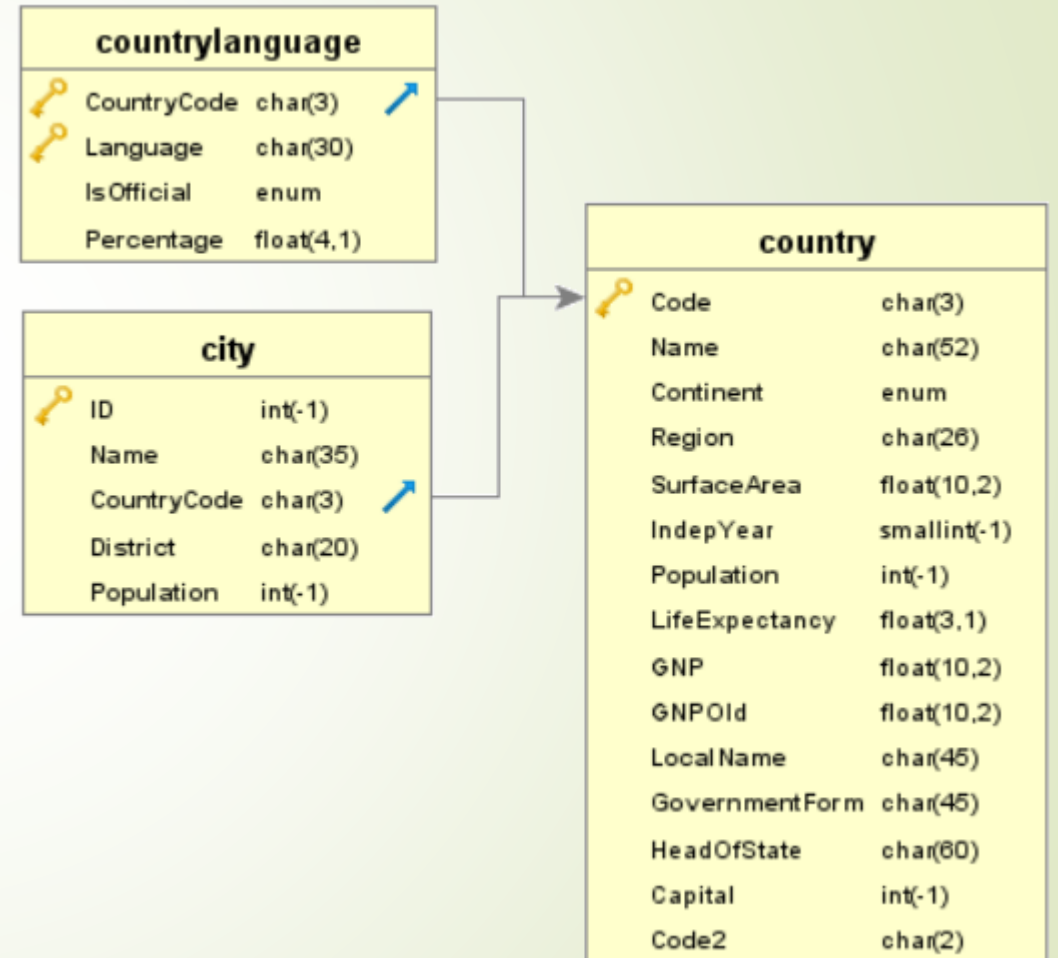 countrylanguage
CountryCode char(3)
Language char(30)
IsOfficial enum
Percentage float(4,1)
city
ID int(-1)
Name char(35)
CountryCode char(3)
District char(20)
Population int(-1)
country
Code char(3)
Name char(52)
Continent enum
Region char(26)
SurfaceArea float(10,2)
IndepYear smallint(-1)
Population int(-1)
LifeExpectancy float(3,1)
GNP float(10,2)
GNPOld float(10,2)
LocalName char(45)
GovernmentForm char(45)
HeadOfState char(60)
Capital int(-1)
Code2 char(2)